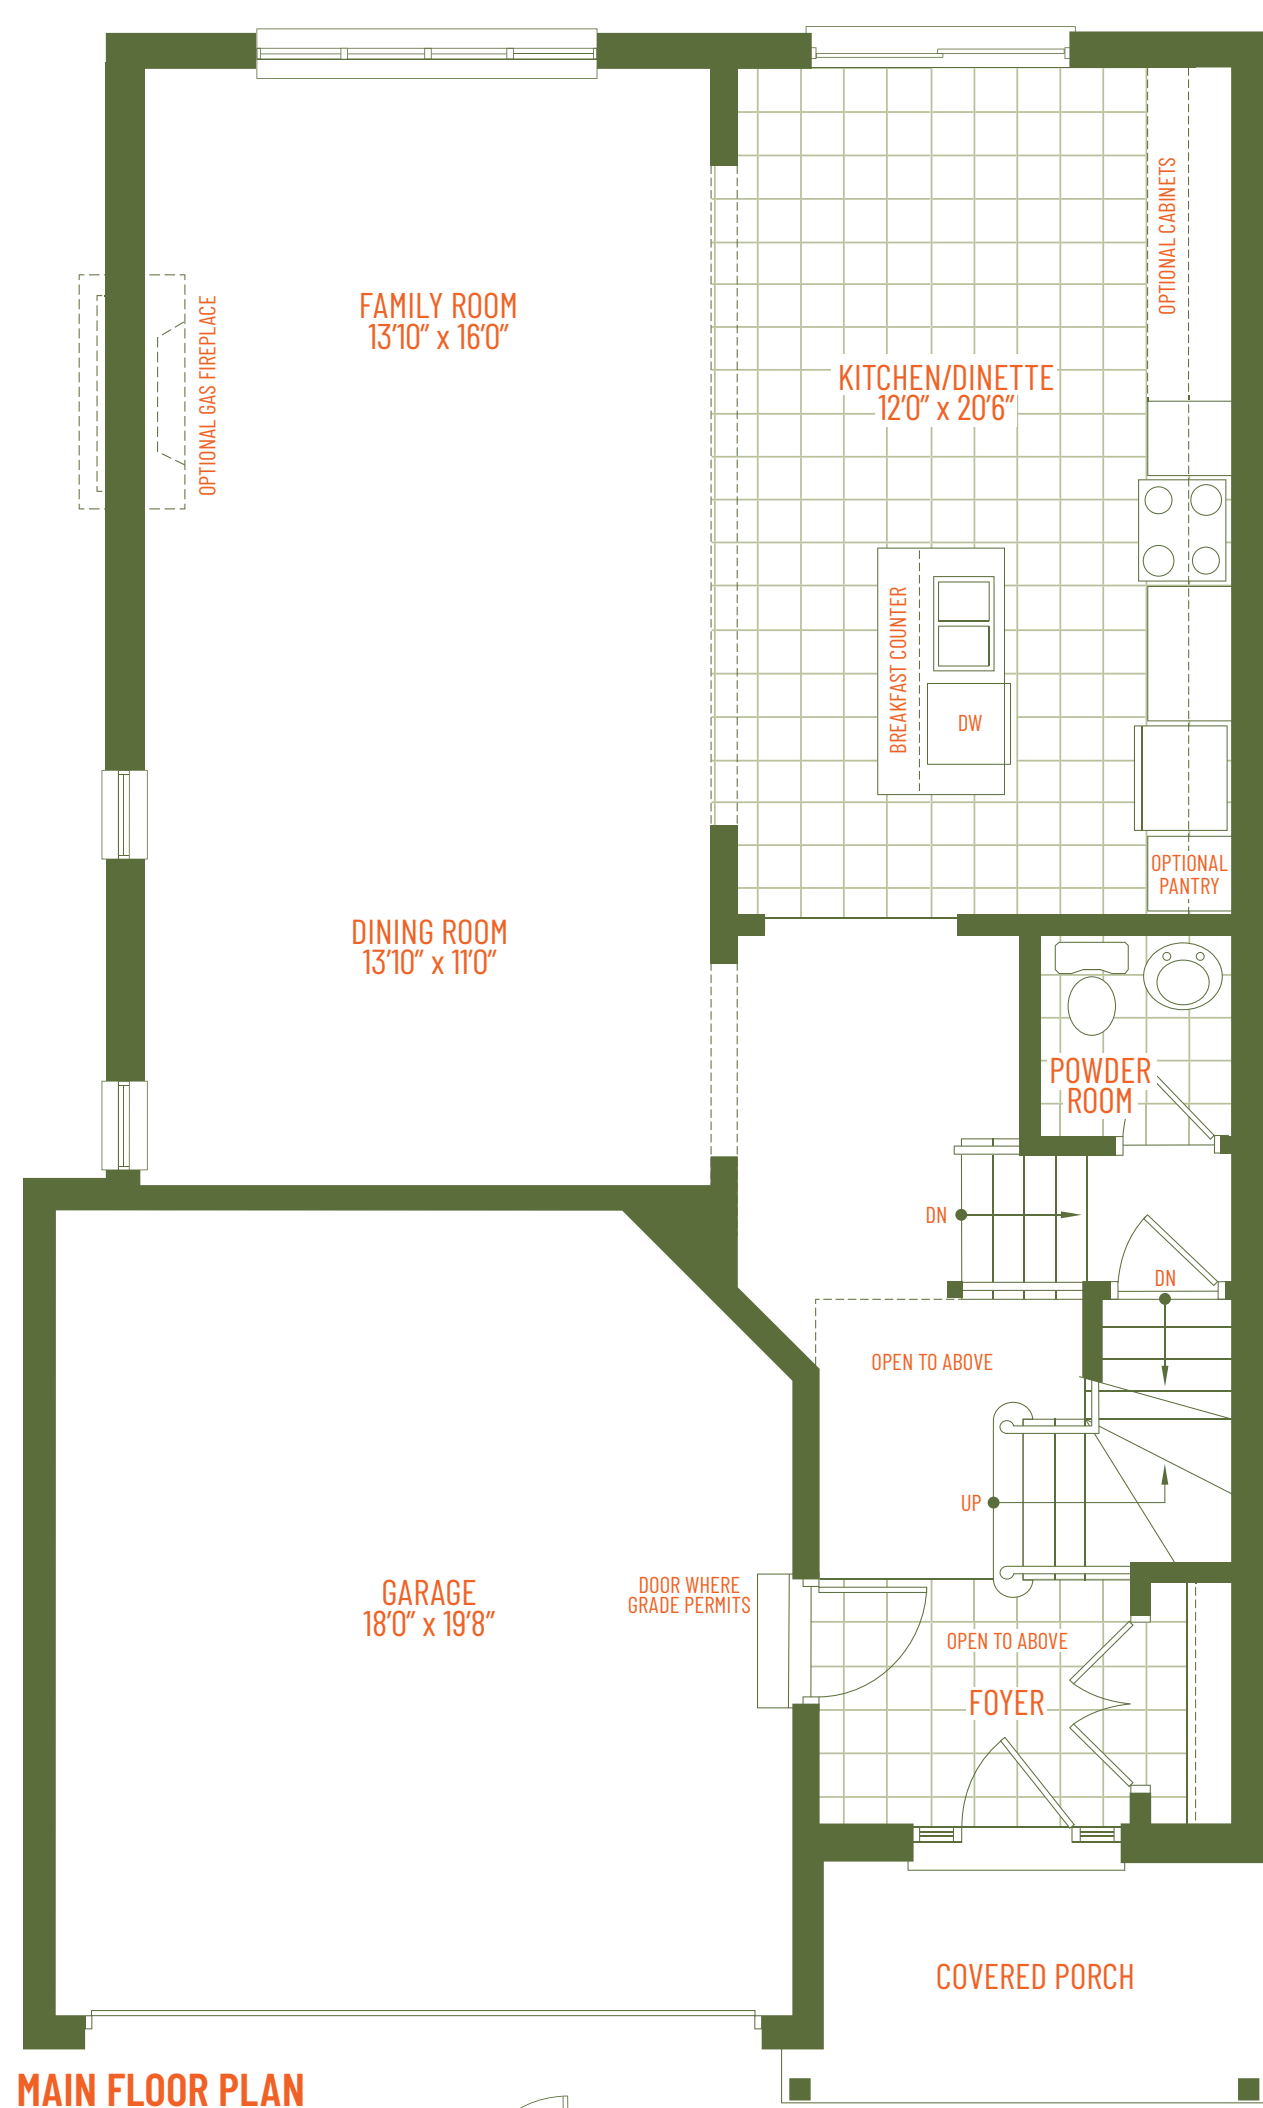 OPTIONAL CABINETS
FAMILY ROOM
13'10" x 16'0"
OPTIONAL GAS FIREPLACE
KITCHEN/DINETTE
12'0" x 20'6"
BREAKFAST COUNTER
DW
OPTIONAL
PANTRY
DINING ROOM
13'10" x 11'0"
POWDER
ROOM
DN
DN
OPEN TO ABOVE
UP
GARAGE
18'0" x 19'8"
DOOR WHERE
GRADE PERMITS
OPEN TO ABOVE
FOYER
COVERED PORCH
MAIN FLOOR PLAN